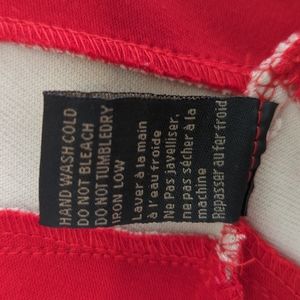 HAND WASH COLD
DO NOT BLEACH
DO NOT TUMBLEDRY
IRON LOW
Laver à la main
à l'eau froide
Ne Pas javelliser,
ne pas sécher à la
machine
Repasser au fer froid